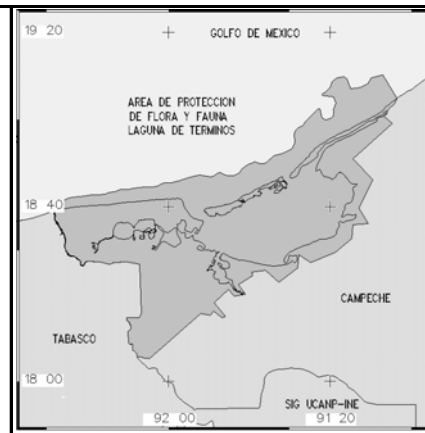 19 20
GOLFO DE MEXICO
AREA DE PROTECCION
DE FLORA Y FAUNA
LAGUNA DE TERMINOS
18 40
CAMPECHE
TABASCO
18 00
SIG UCANP-INE
92 00
91 20